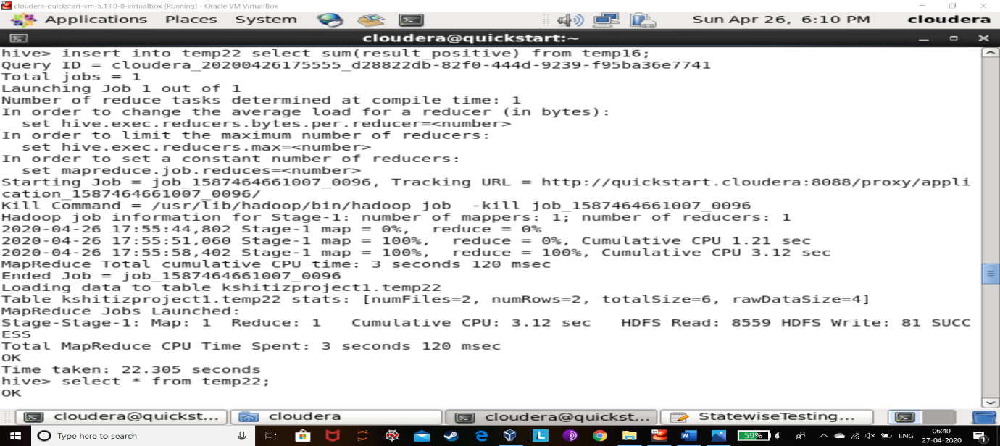 cloudera-quickstart-vm-5.13.0-0-virtualbox [Running] - Oracle VM VirtualBox
Applications Places System Sun Apr 26, 6:10 PM cloudera
cloudera@quickstart:~
hive> insert into temp22 select sum(result_positive) from temp16;
Query ID = cloudera_20200426175555_d28822db-82f0-444d-9239-f95ba36e7741
Total jobs = 1
Launching Job 1 out of 1
Number of reduce tasks determined at compile time: 1
In order to change the average load for a reducer (in bytes):
  set hive.exec.reducers.bytes.per.reducer=<number>
In order to limit the maximum number of reducers:
  set hive.exec.reducers.max=<number>
In order to set a constant number of reducers:
  set mapreduce.job.reduces=<number>
Starting Job = job_1587464661007_0096, Tracking URL = http://quickstart.cloudera:8088/proxy/appli
cation_1587464661007_0096/
Kill Command = /usr/lib/hadoop/bin/hadoop job  -kill job_1587464661007_0096
Hadoop job information for Stage-1: number of mappers: 1; number of reducers: 1
2020-04-26 17:55:44,802 Stage-1 map = 0%,  reduce = 0%
2020-04-26 17:55:51,060 Stage-1 map = 100%,  reduce = 0%, Cumulative CPU 1.21 sec
2020-04-26 17:55:58,402 Stage-1 map = 100%,  reduce = 100%, Cumulative CPU 3.12 sec
MapReduce Total cumulative CPU time: 3 seconds 120 msec
Ended Job = job_1587464661007_0096
Loading data to table kshitizproject1.temp22
Table kshitizproject1.temp22 stats: [numFiles=2, numRows=2, totalSize=6, rawDataSize=4]
MapReduce Jobs Launched:
Stage-Stage-1: Map: 1  Reduce: 1   Cumulative CPU: 3.12 sec   HDFS Read: 8559 HDFS Write: 81 SUCC
ESS
Total MapReduce CPU Time Spent: 3 seconds 120 msec
OK
Time taken: 22.305 seconds
hive> select * from temp22;
OK
cloudera@quickst... cloudera cloudera@quickst... StatewiseTesting...
Type here to search 59% ENG 06:40
27-04-2020